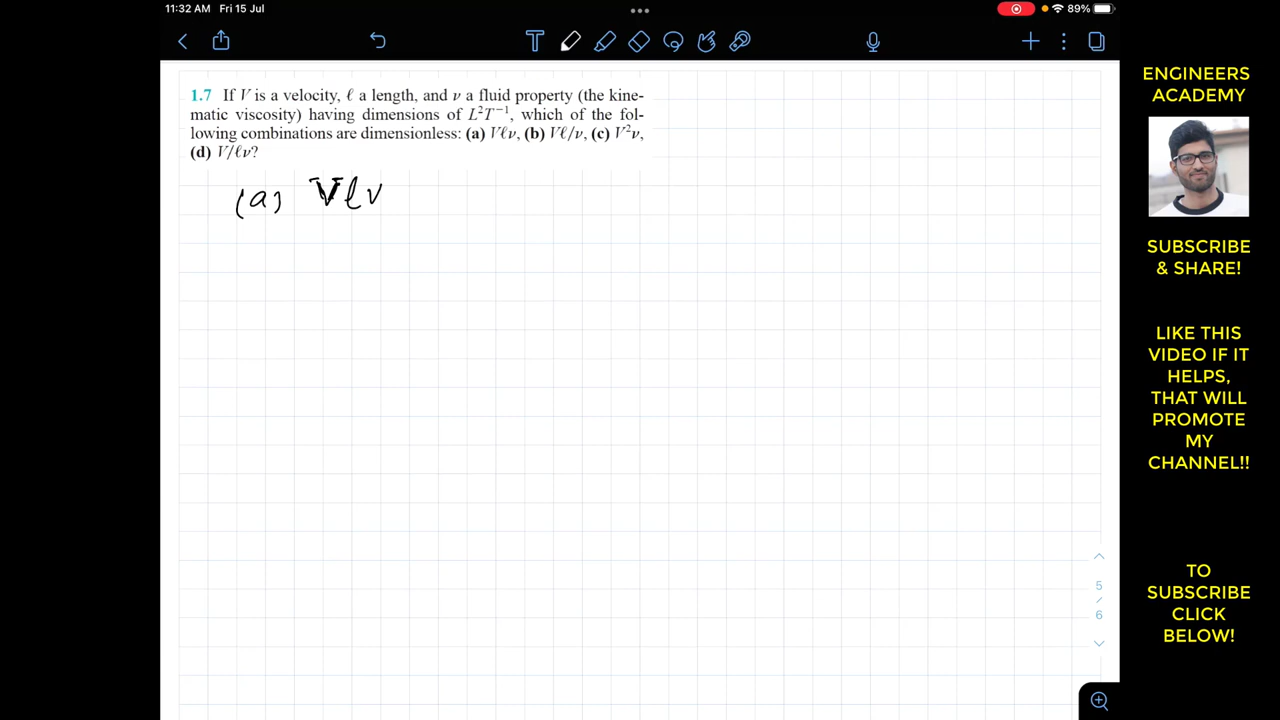 11:32 AM Fri 15 Jul
89%
1.7 If V is a velocity, ℓ a length, and ν a fluid property (the kine-
matic viscosity) having dimensions of L²T⁻¹, which of the fol-
lowing combinations are dimensionless: (a) Vℓν, (b) Vℓ/ν, (c) V²ν,
(d) V/ℓν?
(a) Vℓν
5
/
6
ENGINEERS
ACADEMY
SUBSCRIBE
& SHARE!
LIKE THIS
VIDEO IF IT
HELPS,
THAT WILL
PROMOTE
MY
CHANNEL!!
TO
SUBSCRIBE
CLICK
BELOW!